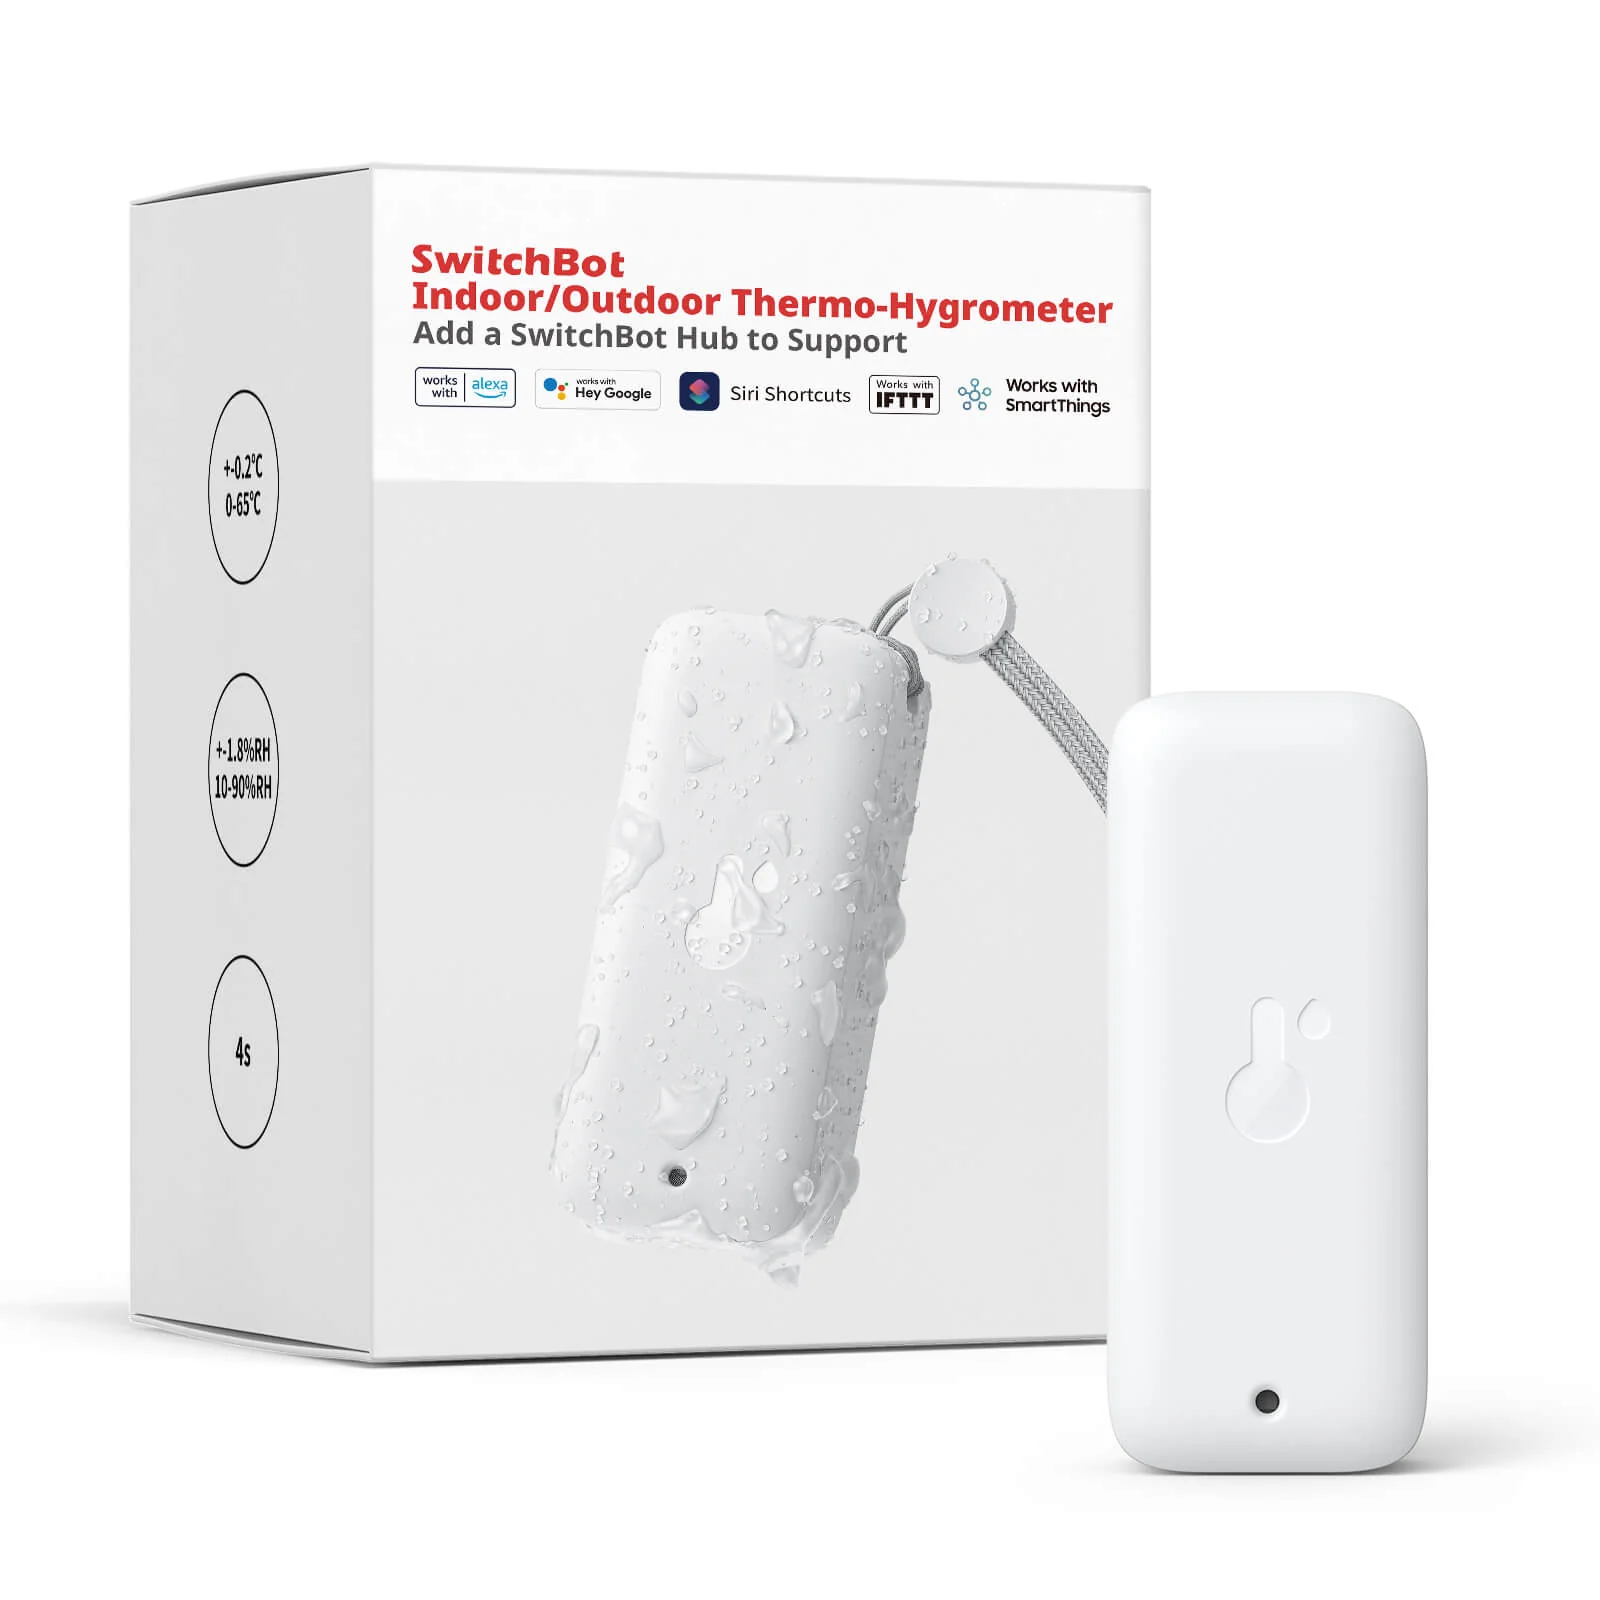 SwitchBot
Indoor/Outdoor Thermo-Hygrometer
Add a SwitchBot Hub to Support
works with alexa
works with Hey Google
Siri Shortcuts
Works with IFTTT
Works with SmartThings
+-0.2℃
0-65℃
+-1.8%RH
10-90%RH
4s